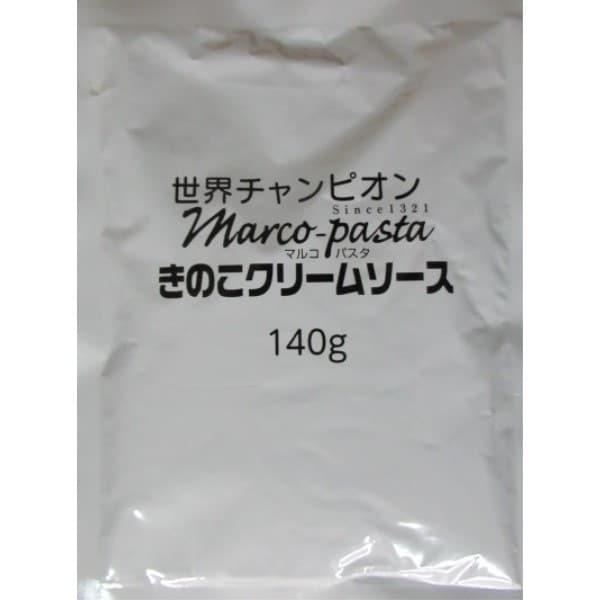 世界チャンピオン
Since1321
Marco-pasta
マルコ パスタ
きのこクリームソース
140g